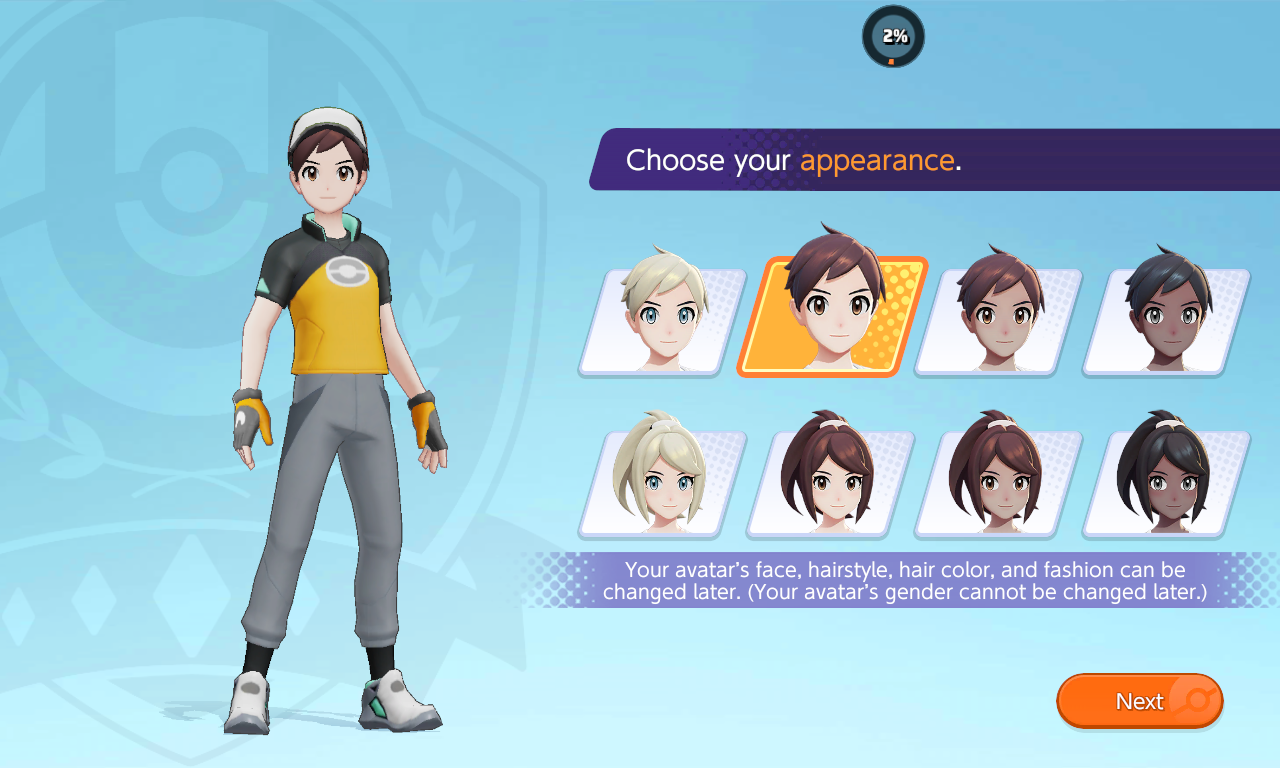 2%
Choose your appearance.
Your avatar's face, hairstyle, hair color, and fashion can be
changed later. (Your avatar's gender cannot be changed later.)
Next